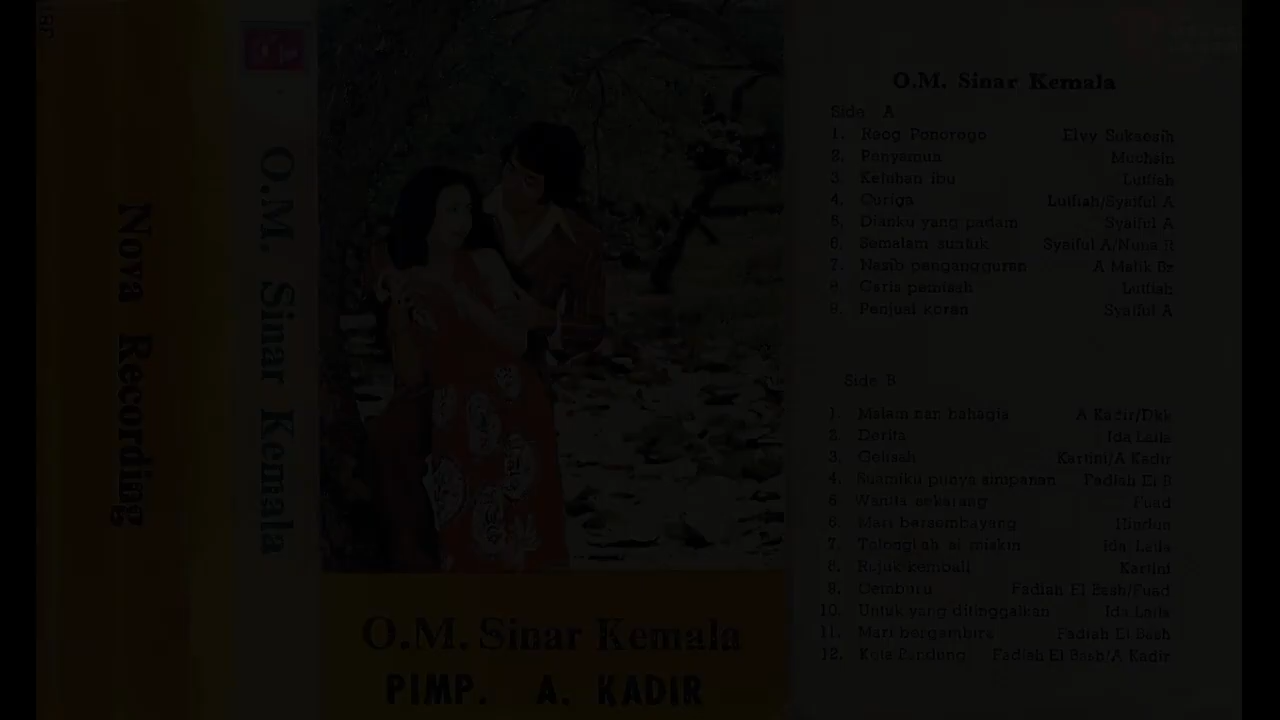 Nova Recording
O.M. Sinar Kemala
O.M. Sinar Kemala
PIMP. A. KADIR
O.M. Sinar Kemala
Side A
1. Reog Ponorogo Elvy Sukaesih
2. Penyamun Muchsin
3. Keluhan ibu Lutfiah
4. Curiga Lutfiah/Syaiful A
5. Dianku yang padam Syaiful A
6. Semalam suntuk Syaiful A/Nuna R
7. Nasib pengangguran A Malik Bz
8. Garis pemisah Lutfiah
9. Penjual koran Syaiful A
Side B
1. Malam nan bahagia A Kadir/Dkk
2. Derita Ida Laila
3. Gelisah Kartini/A Kadir
4. Suamiku punya simpanan Fadiah El B
5. Wanita sekarang Fuad
6. Mari bersembayang Hindun
7. Tolonglah si miskin Ida Laila
8. Rujuk kembali Kartini
9. Cemburu Fadiah El Bash/Fuad
10. Untuk yang ditinggalkan Ida Laila
11. Mari bergembira Fadiah El Bash
12. Kota Bandung Fadiah El Bash/A Kadir